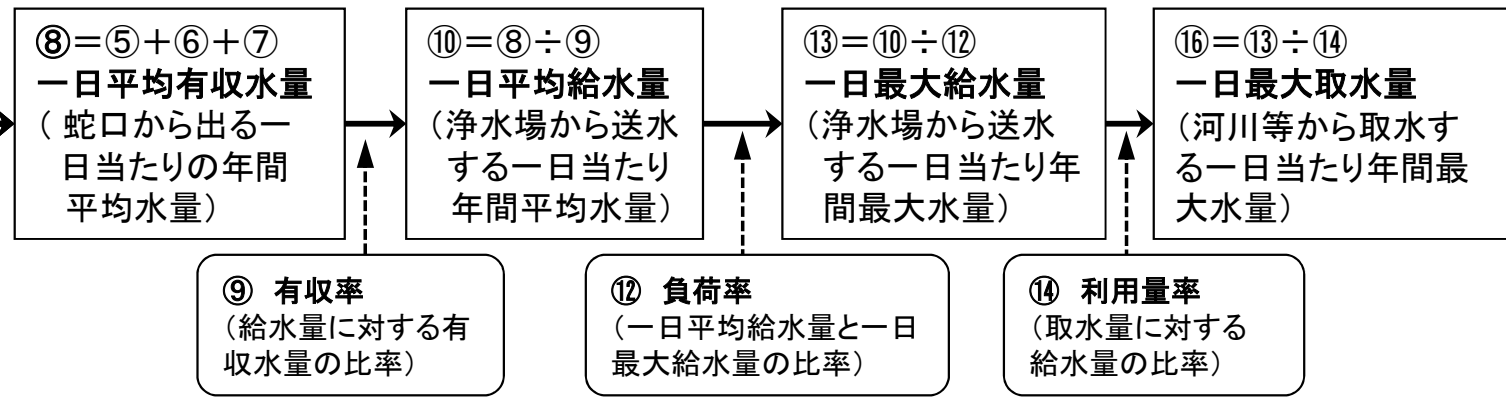 ⑧=⑤+⑥+⑦
一日平均有収水量
（蛇口から出る一
日当たりの年間
平均水量）
⑩=⑧÷⑨
一日平均給水量
（浄水場から送水
する一日当たり
年間平均水量）
⑬=⑩÷⑫
一日最大給水量
（浄水場から送水
する一日当たり年
間最大水量）
⑯=⑬÷⑭
一日最大取水量
（河川等から取水す
る一日当たり年間最
大水量）
⑨ 有収率
（給水量に対する有
収水量の比率）
⑫ 負荷率
（一日平均給水量と一日
最大給水量の比率）
⑭ 利用量率
（取水量に対する
給水量の比率）